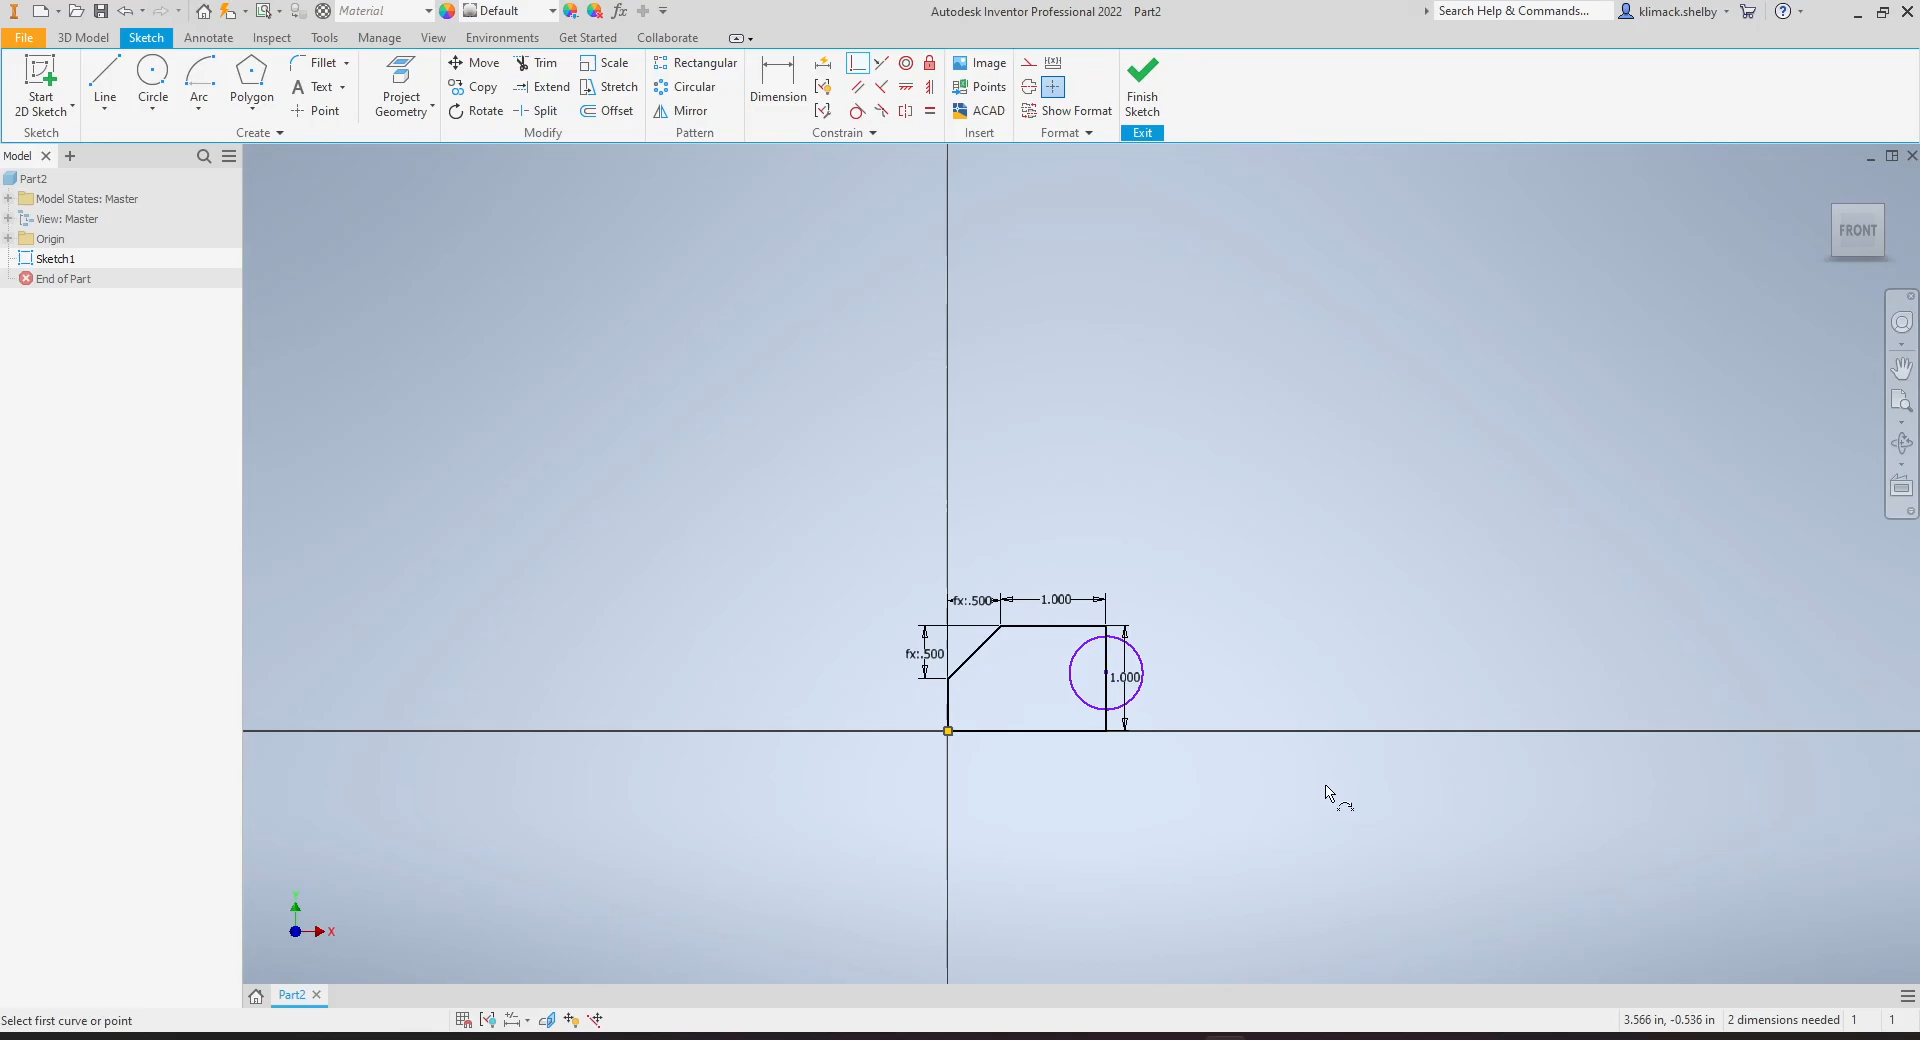 Material
Default
fx
Autodesk Inventor Professional 2022 Part2
Search Help & Commands...
klimack.shelby
File
3D Model
Sketch
Annotate
Inspect
Tools
Manage
View
Environments
Get Started
Collaborate
Start
2D Sketch
Line
Circle
Arc
Polygon
Fillet
A Text
Point
Project
Geometry
Move
Copy
Rotate
Trim
Extend
Split
Scale
Stretch
Offset
Rectangular
Circular
Mirror
Dimension
Image
Points
ACAD
Show Format
Finish
Sketch
Sketch
Create
Modify
Pattern
Constrain
Insert
Format
Exit
Model
Part2
Model States: Master
View: Master
Origin
Sketch1
End of Part
FRONT
fx:.500
1.000
fx:.500
1.000
Y
X
Part2
Select first curve or point
3.566 in, -0.536 in
2 dimensions needed
1
1